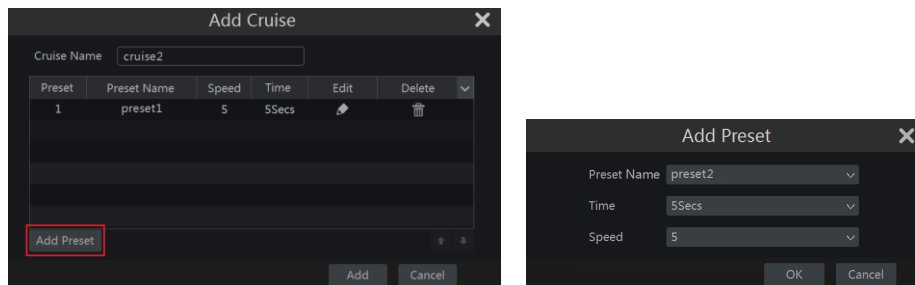 Add Cruise
Cruise Name cruise2
Preset Preset Name Speed Time Edit Delete
1 preset1 5 5Secs
Add Preset
Add Cancel
Add Preset
Preset Name preset2
Time 5Secs
Speed 5
OK Cancel